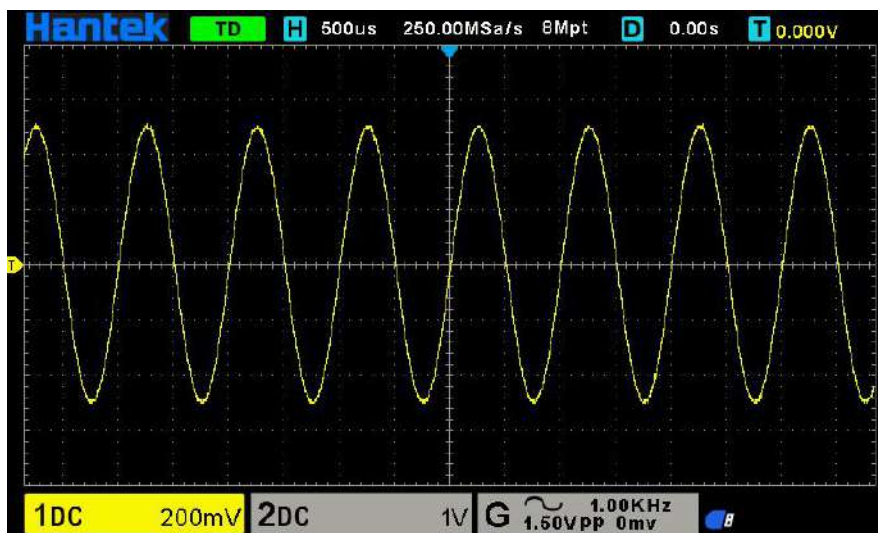 Hantek TD H 500us 250.00MSa/s 8Mpt D 0.00s T 0.000V
T
1DC 200mV 2DC 1V G 1.00KHz
1.50Vpp 0mv